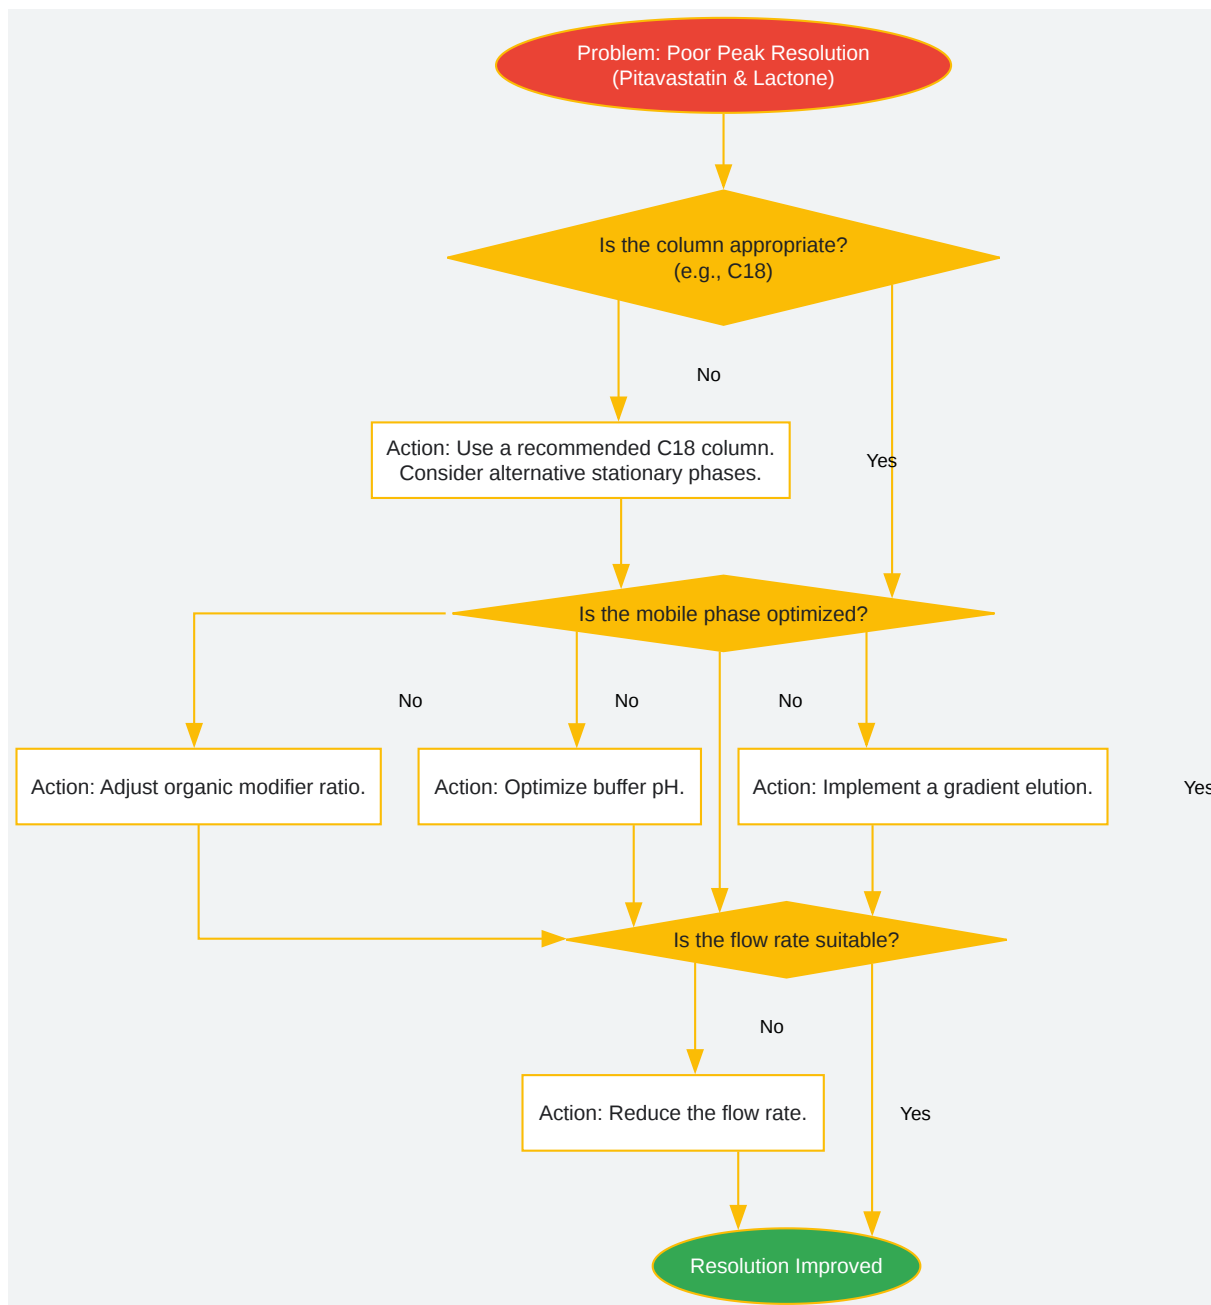 Problem: Poor Peak Resolution
(Pitavastatin & Lactone)
Is the column appropriate?
(e.g., C18)
No
Action: Use a recommended C18 column.
Consider alternative stationary phases.
Yes
Is the mobile phase optimized?
No
No
No
Action: Adjust organic modifier ratio.
Action: Optimize buffer pH.
Action: Implement a gradient elution.
Yes
Is the flow rate suitable?
No
Action: Reduce the flow rate.
Yes
Resolution Improved